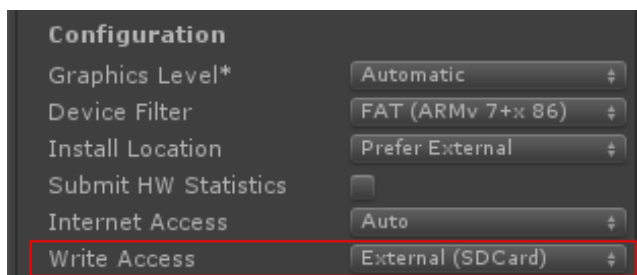 Configuration
Graphics Level* Automatic
Device Filter FAT (ARMv 7+x 86)
Install Location Prefer External
Submit HW Statistics
Internet Access Auto
Write Access External (SDCard)